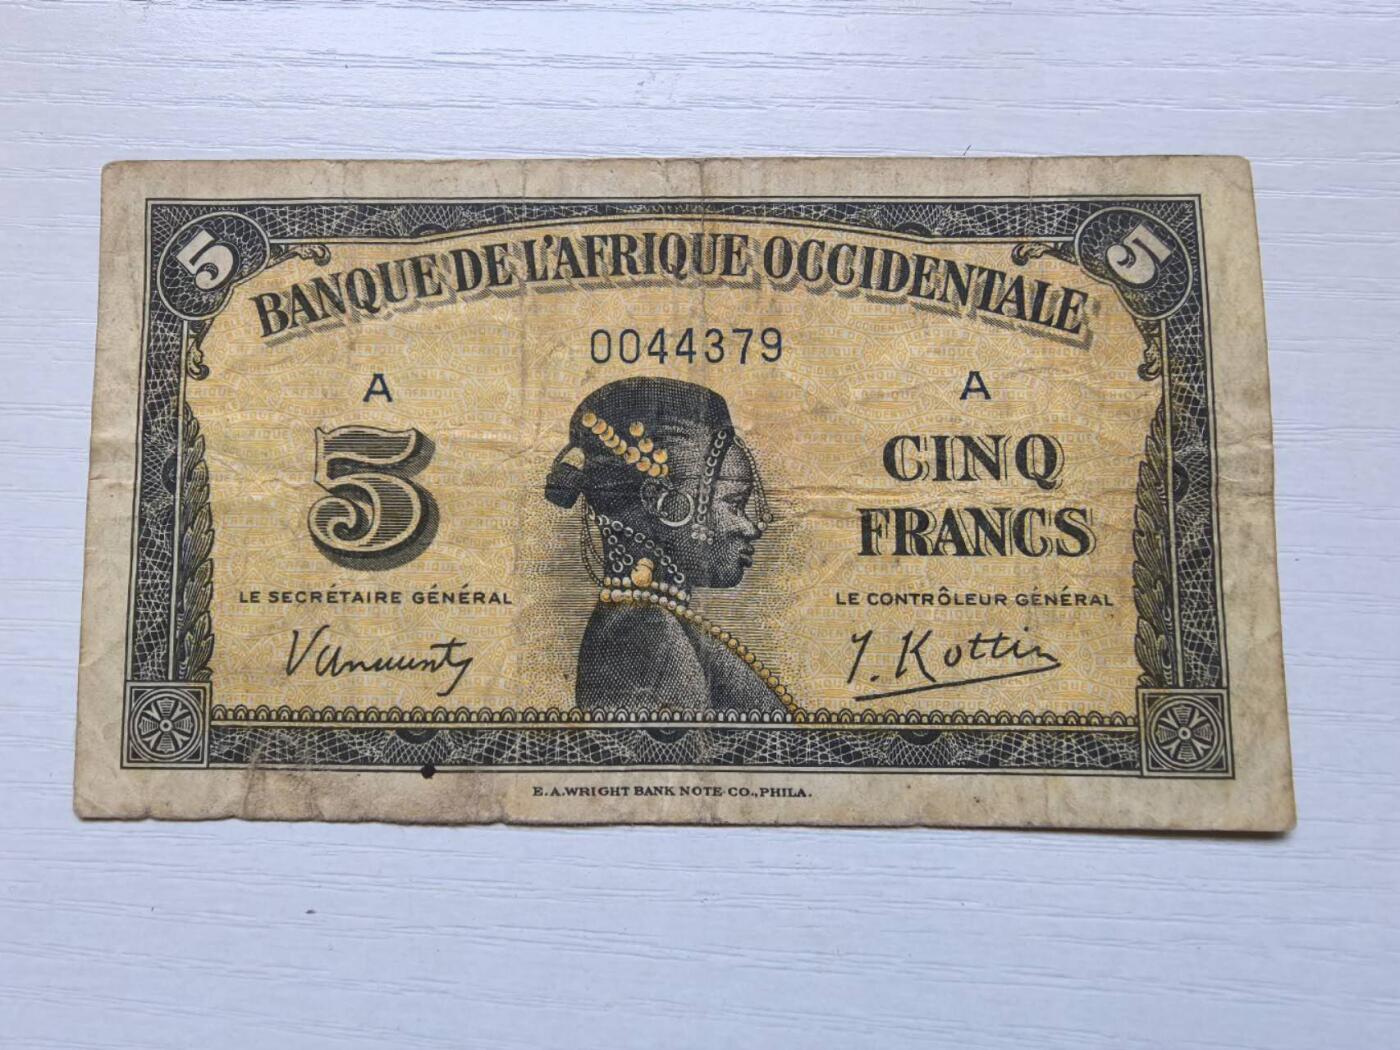 5 5
BANQUE DE L'AFRIQUE OCCIDENTALE
0044379
A A
5
CINQ
FRANCS
LE SECRÉTAIRE GÉNÉRAL
LE CONTRÔLEUR GÉNÉRAL
E.A.WRIGHT BANK NOTE CO., PHILA.